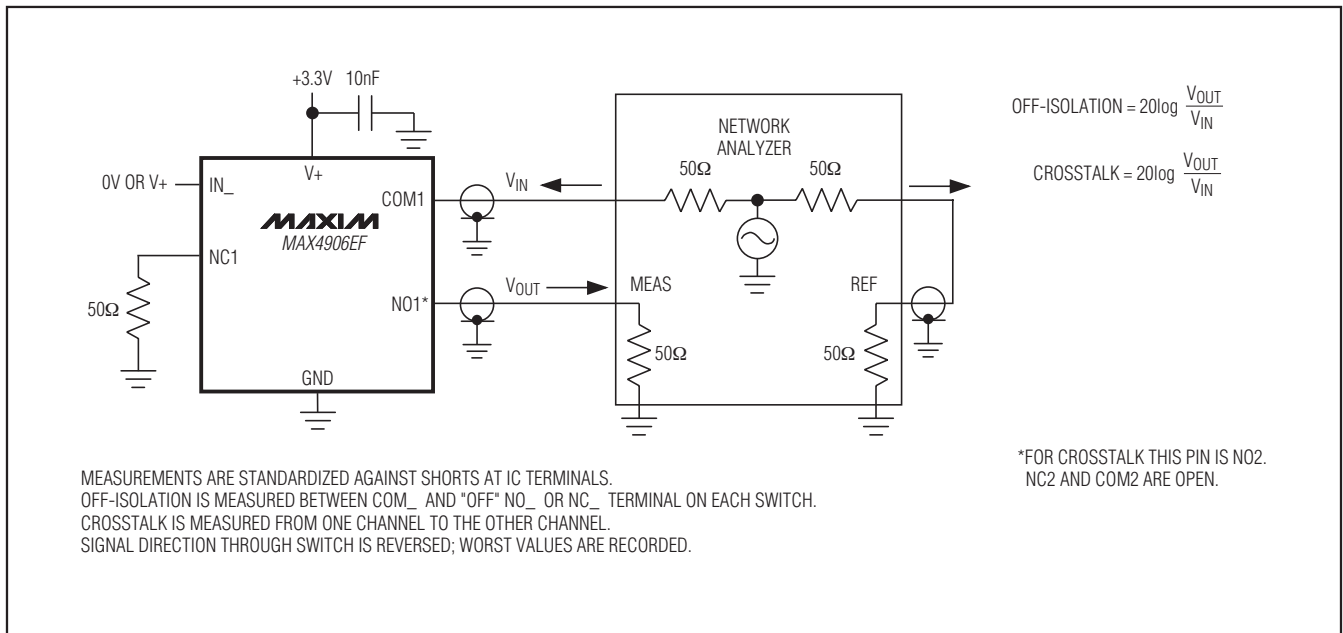 +3.3V 10nF
V+
0V OR V+
IN_
COM1
MAXIM
MAX4906EF
NC1
50Ω
NO1*
GND
VIN
VOUT
NETWORK
ANALYZER
50Ω 50Ω
MEAS REF
50Ω 50Ω
OFF-ISOLATION = 20log VOUT
VIN
CROSSTALK = 20log VOUT
VIN
*FOR CROSSTALK THIS PIN IS NO2.
NC2 AND COM2 ARE OPEN.
MEASUREMENTS ARE STANDARDIZED AGAINST SHORTS AT IC TERMINALS.
OFF-ISOLATION IS MEASURED BETWEEN COM_ AND "OFF" NO_ OR NC_ TERMINAL ON EACH SWITCH.
CROSSTALK IS MEASURED FROM ONE CHANNEL TO THE OTHER CHANNEL.
SIGNAL DIRECTION THROUGH SWITCH IS REVERSED; WORST VALUES ARE RECORDED.